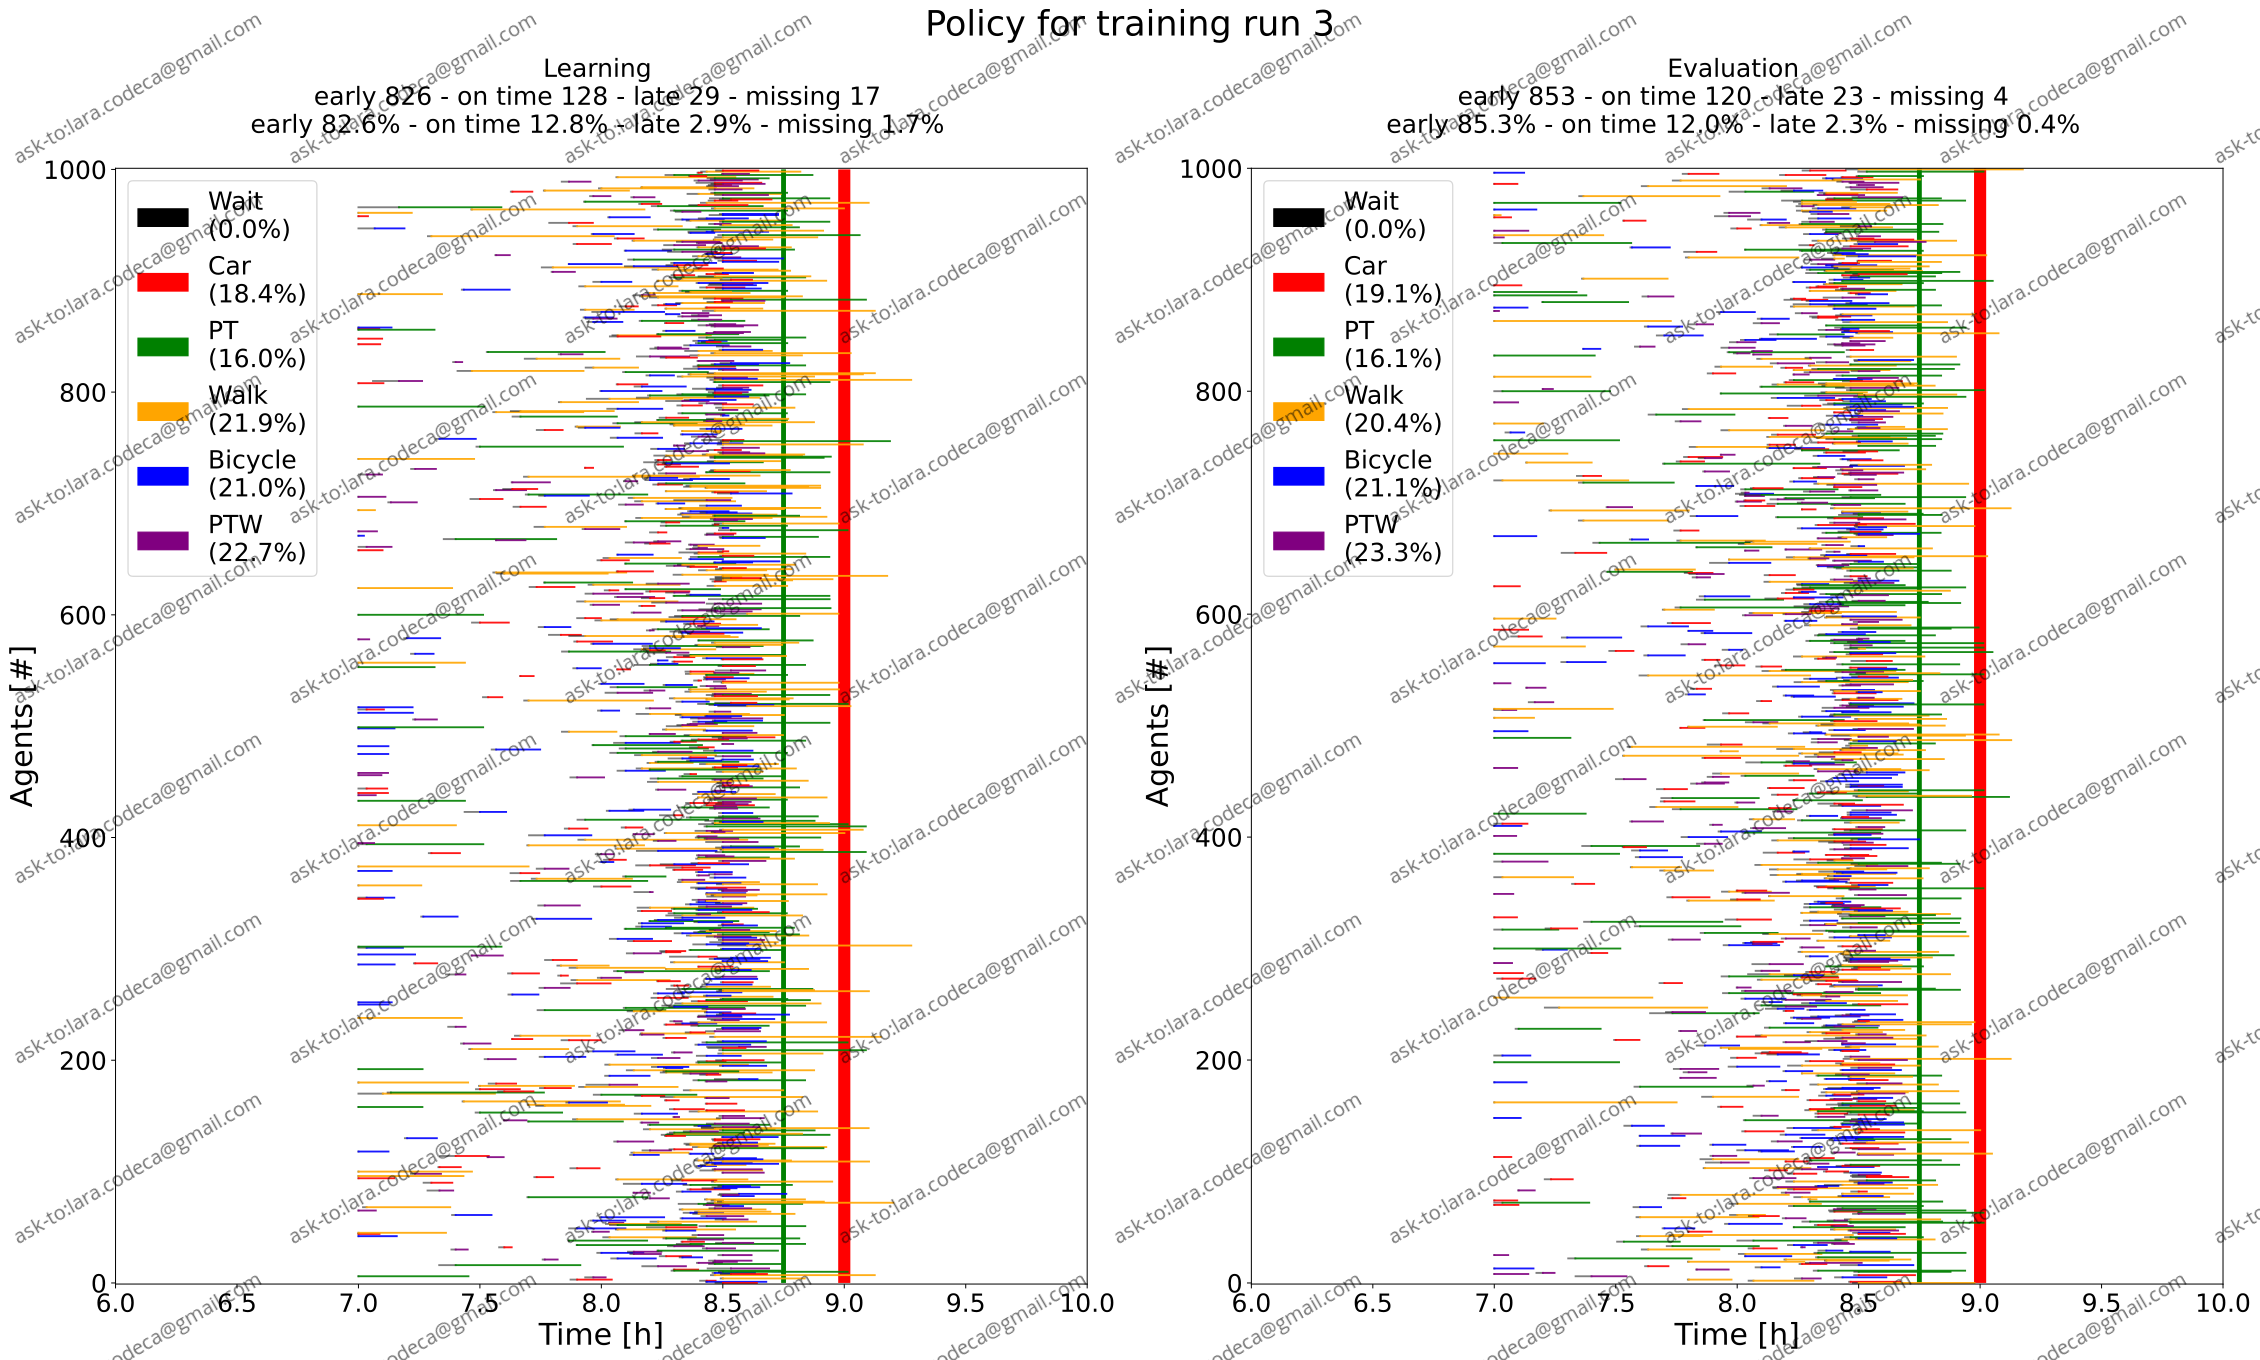 Policy for training run 3
Learning
early 826 - on time 128 - late 29 - missing 17
early 82.6% - on time 12.8% - late 2.9% - missing 1.7%
1000
800
600
400
200
0
Agents[#]
Wait
(0.0%)
Car
(18.4%)
PT
(16.0%)
Walk
(21.9%)
Bicycle
(21.0%)
PTW
(22.7%)
6.0 6.5 7.0 7.5 8.0 8.5 9.0 9.5 10.0
Time [h]
Evaluation
early 853 - on time 120 - late 23 - missing 4
early 85.3% - on time 12.0% - late 2.3% - missing 0.4%
1000
800
600
400
200
0
Agents [#]
Wait
(0.0%)
Car
(19.1%)
PT
(16.1%)
Walk
(20.4%)
Bicycle
(21.1%)
PTW
(23.3%)
6.0 6.5 7.0 7.5 8.0 8.5 9.0 9.5 10.0
Time [h]
ask-to:lara.codeca@gmail.com